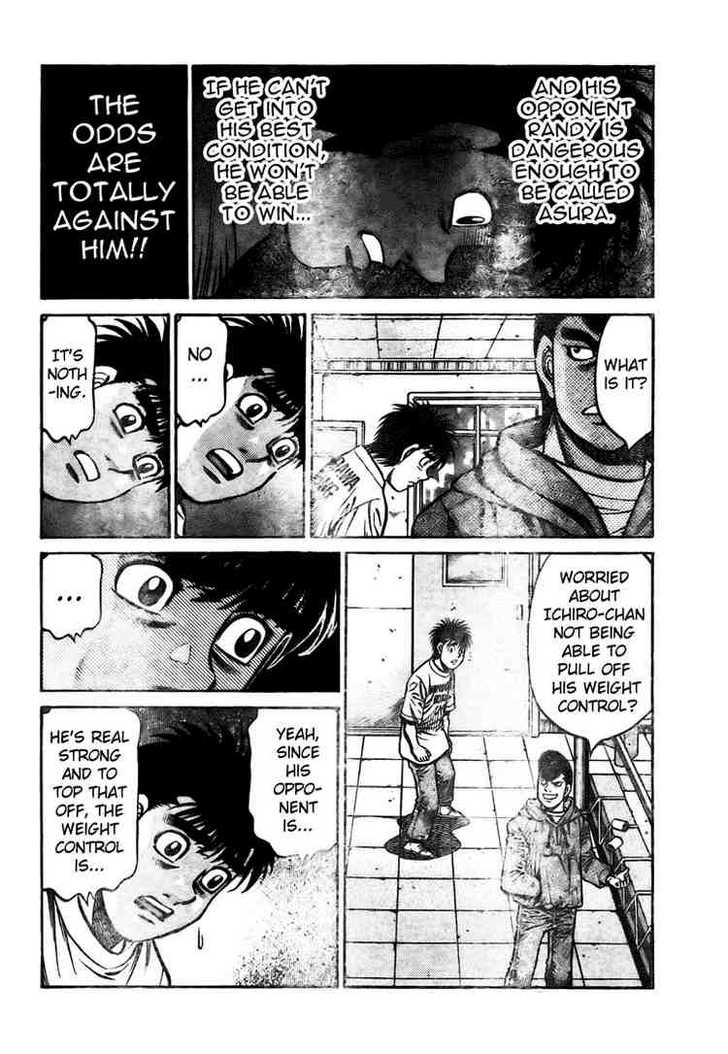 AND HIS
OPPONENT
RANDY IS
DANGEROUS
ENOUGH TO
BE CALLED
ASURA.
IF HE CAN'T
GET INTO
HIS BEST
CONDITION,
HE WON'T
BE ABLE
TO WIN...
THE
ODDS
ARE
TOTALLY
AGAINST
HIM!!
WHAT
IS IT?
NO
...
IT'S
NOTH
-ING.
WORRIED
ABOUT
ICHIRO-CHAN
NOT BEING
ABLE TO
PULL OFF
HIS WEIGHT
CONTROL?
...
YEAH,
SINCE
HIS
OPPO-
NENT
IS...
HE'S REAL
STRONG
AND TO
TOP THAT
OFF, THE
WEIGHT
CONTROL
IS...